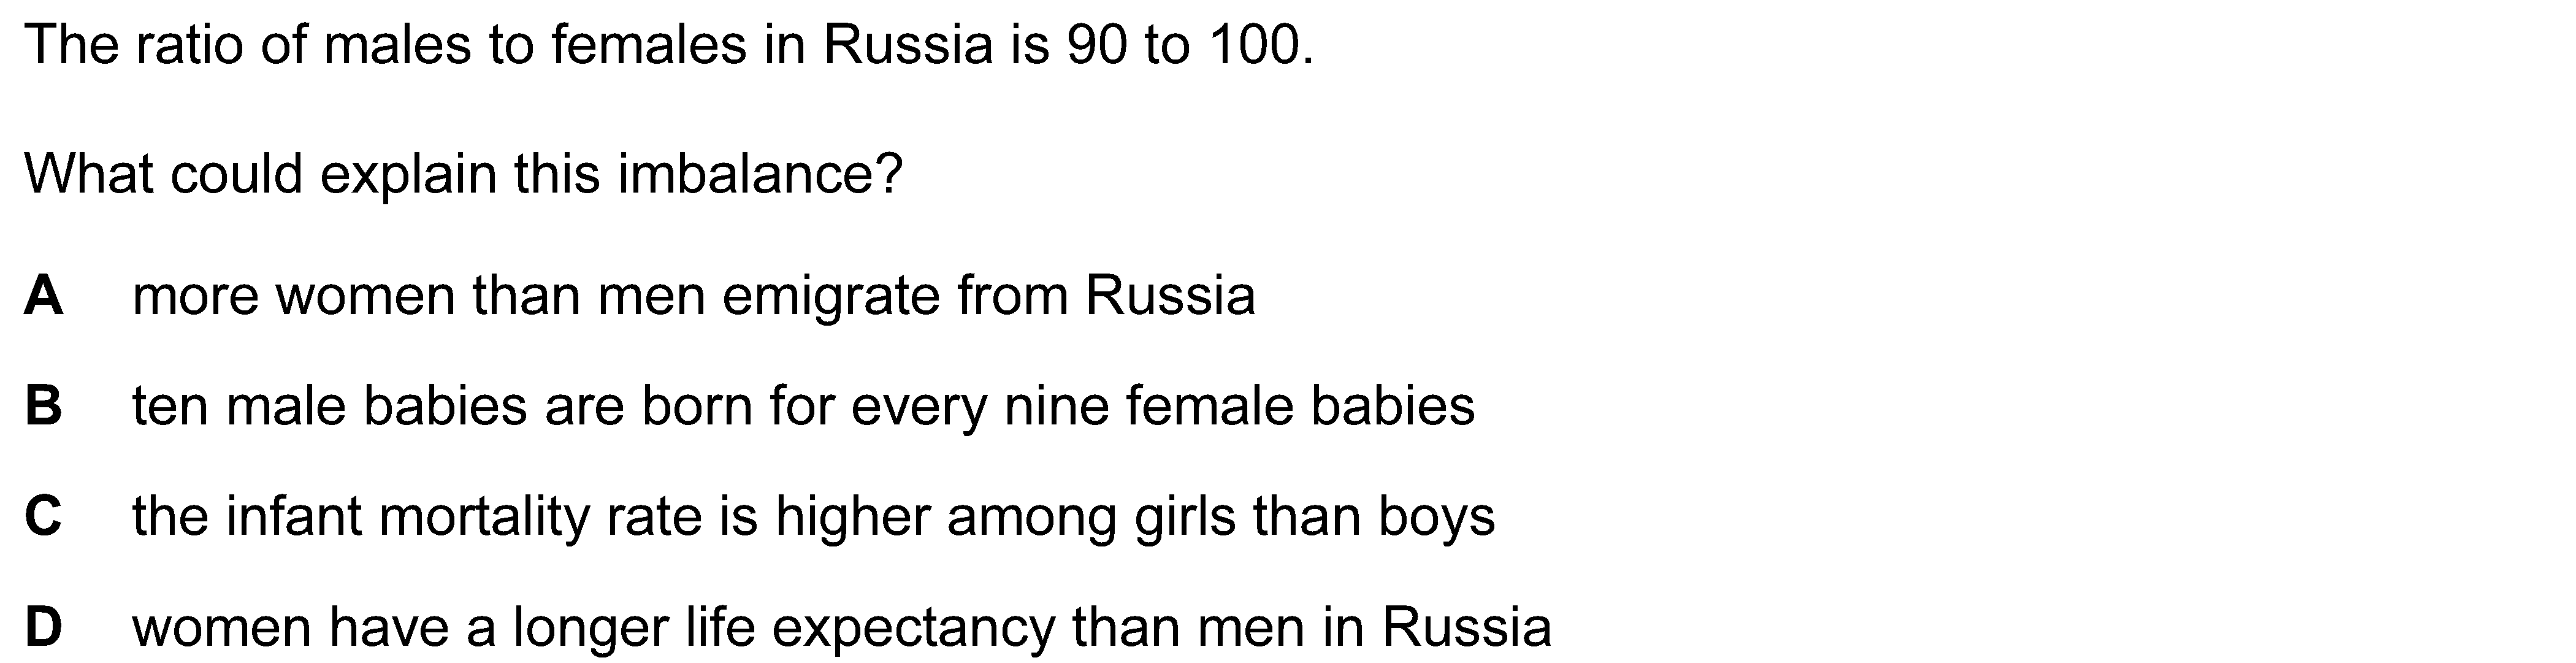 The ratio of males to females in Russia is 90 to 100.
What could explain this imbalance?
A more women than men emigrate from Russia
B ten male babies are born for every nine female babies
C the infant mortality rate is higher among girls than boys
D women have a longer life expectancy than men in Russia